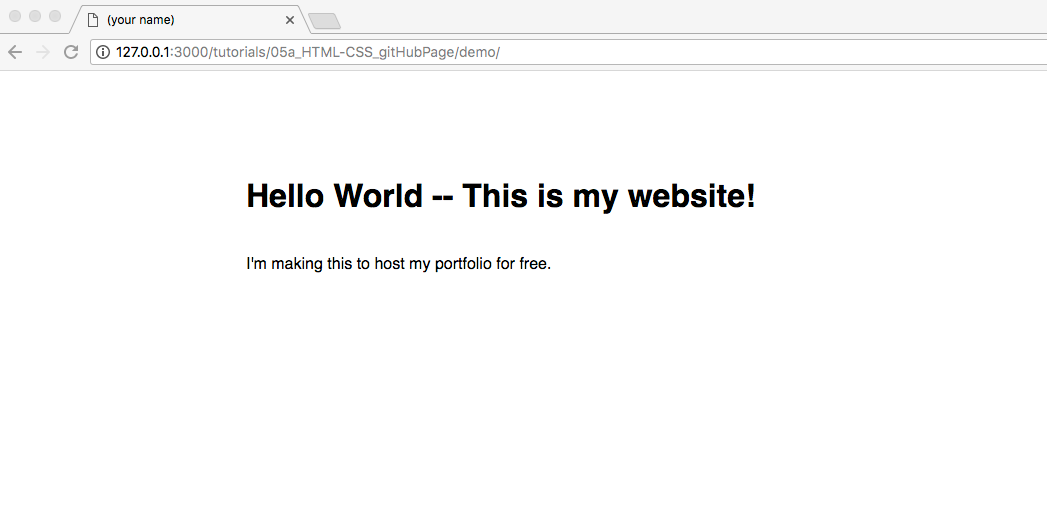 (your name)
127.0.0.1:3000/tutorials/05a_HTML-CSS_gitHubPage/demo/
Hello World -- This is my website!
I'm making this to host my portfolio for free.